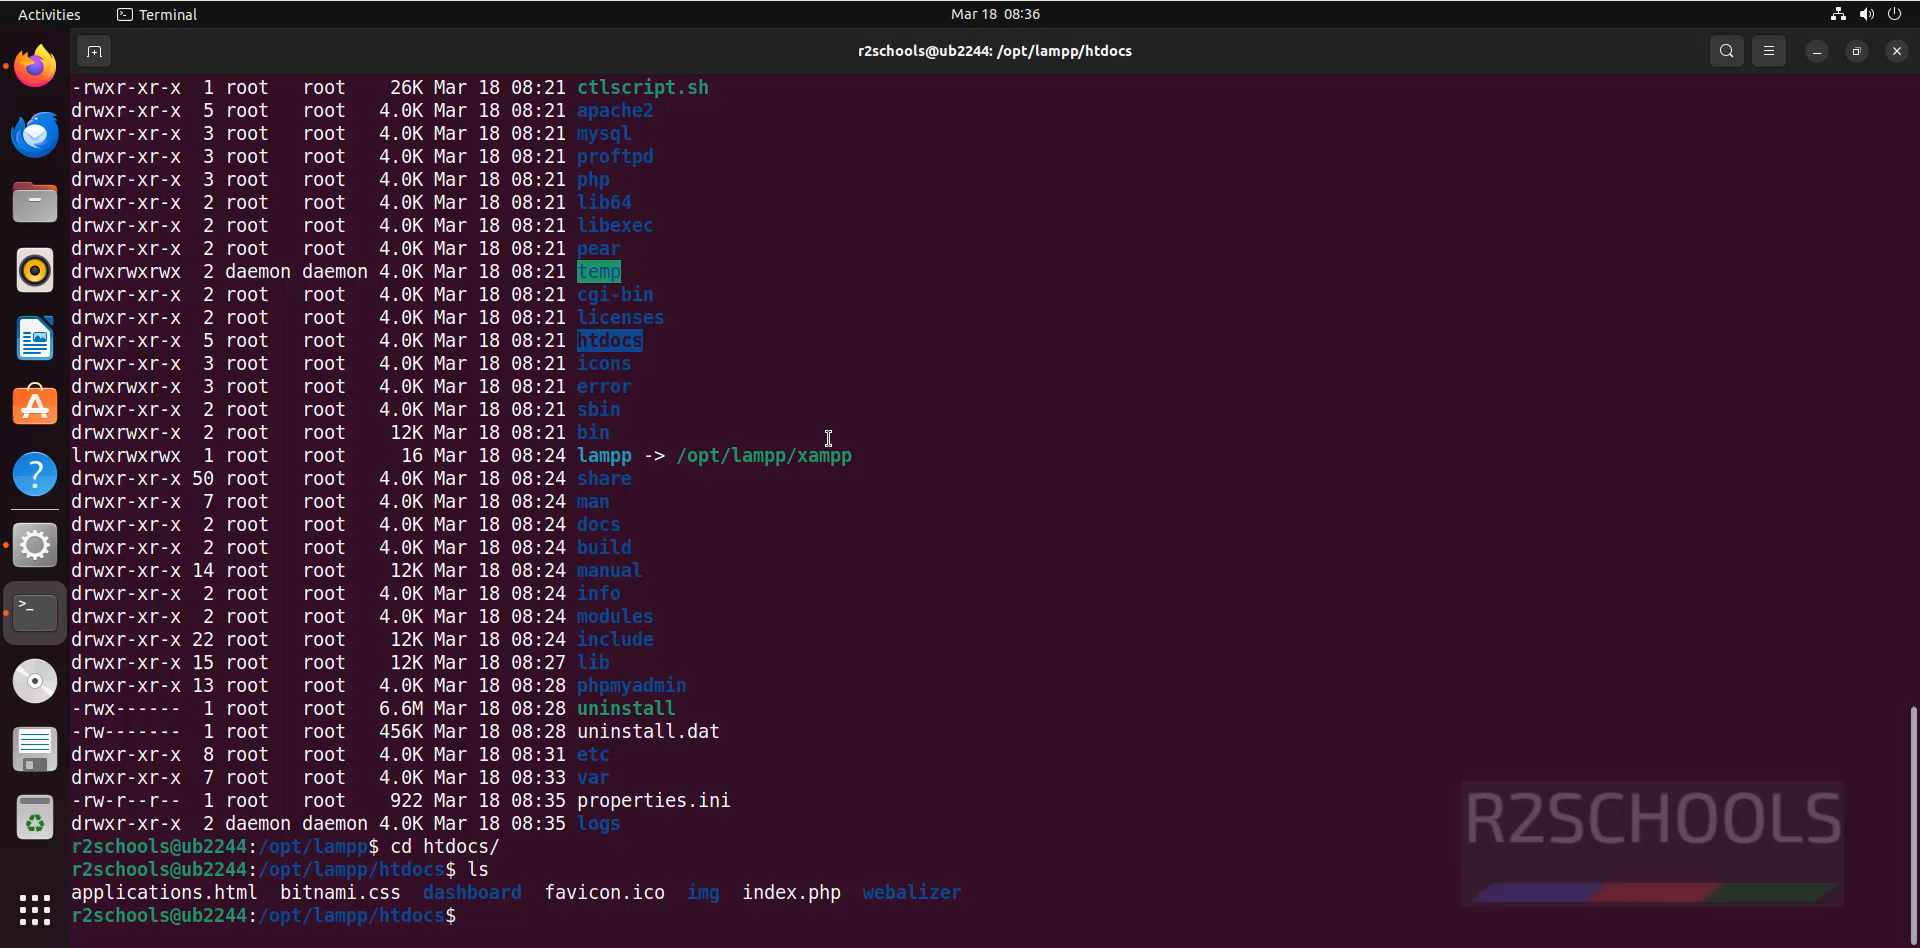 Activities Terminal Mar 18 08:36
r2schools@ub2244: /opt/lampp/htdocs
-rwxr-xr-x 1 root root 26K Mar 18 08:21 ctlscript.sh
drwxr-xr-x 5 root root 4.0K Mar 18 08:21 apache2
drwxr-xr-x 3 root root 4.0K Mar 18 08:21 mysql
drwxr-xr-x 3 root root 4.0K Mar 18 08:21 proftpd
drwxr-xr-x 3 root root 4.0K Mar 18 08:21 php
drwxr-xr-x 2 root root 4.0K Mar 18 08:21 lib64
drwxr-xr-x 2 root root 4.0K Mar 18 08:21 libexec
drwxr-xr-x 2 root root 4.0K Mar 18 08:21 pear
drwxrwxrwx 2 daemon daemon 4.0K Mar 18 08:21 temp
drwxr-xr-x 2 root root 4.0K Mar 18 08:21 cgi-bin
drwxr-xr-x 2 root root 4.0K Mar 18 08:21 licenses
drwxr-xr-x 5 root root 4.0K Mar 18 08:21 htdocs
drwxr-xr-x 3 root root 4.0K Mar 18 08:21 icons
drwxrwxr-x 3 root root 4.0K Mar 18 08:21 error
drwxr-xr-x 2 root root 4.0K Mar 18 08:21 sbin
drwxrwxr-x 2 root root 12K Mar 18 08:21 bin
lrwxrwxrwx 1 root root 16 Mar 18 08:24 lampp -> /opt/lampp/xampp
drwxr-xr-x 50 root root 4.0K Mar 18 08:24 share
drwxr-xr-x 7 root root 4.0K Mar 18 08:24 man
drwxr-xr-x 2 root root 4.0K Mar 18 08:24 docs
drwxr-xr-x 2 root root 4.0K Mar 18 08:24 build
drwxr-xr-x 14 root root 12K Mar 18 08:24 manual
drwxr-xr-x 2 root root 4.0K Mar 18 08:24 info
drwxr-xr-x 2 root root 4.0K Mar 18 08:24 modules
drwxr-xr-x 22 root root 12K Mar 18 08:24 include
drwxr-xr-x 15 root root 12K Mar 18 08:27 lib
drwxr-xr-x 13 root root 4.0K Mar 18 08:28 phpmyadmin
-rwx------ 1 root root 6.6M Mar 18 08:28 uninstall
-rw------- 1 root root 456K Mar 18 08:28 uninstall.dat
drwxr-xr-x 8 root root 4.0K Mar 18 08:31 etc
drwxr-xr-x 7 root root 4.0K Mar 18 08:33 var
-rw-r--r-- 1 root root 922 Mar 18 08:35 properties.ini
drwxr-xr-x 2 daemon daemon 4.0K Mar 18 08:35 logs
r2schools@ub2244:/opt/lampp$ cd htdocs/
r2schools@ub2244:/opt/lampp/htdocs$ ls
applications.html bitnami.css dashboard favicon.ico img index.php webalizer
r2schools@ub2244:/opt/lampp/htdocs$
R2SCHOOLS